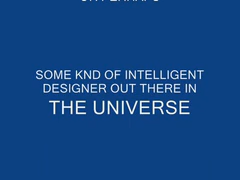 SOME KND OF INTELLIGENT
DESIGNER OUT THERE IN
THE UNIVERSE